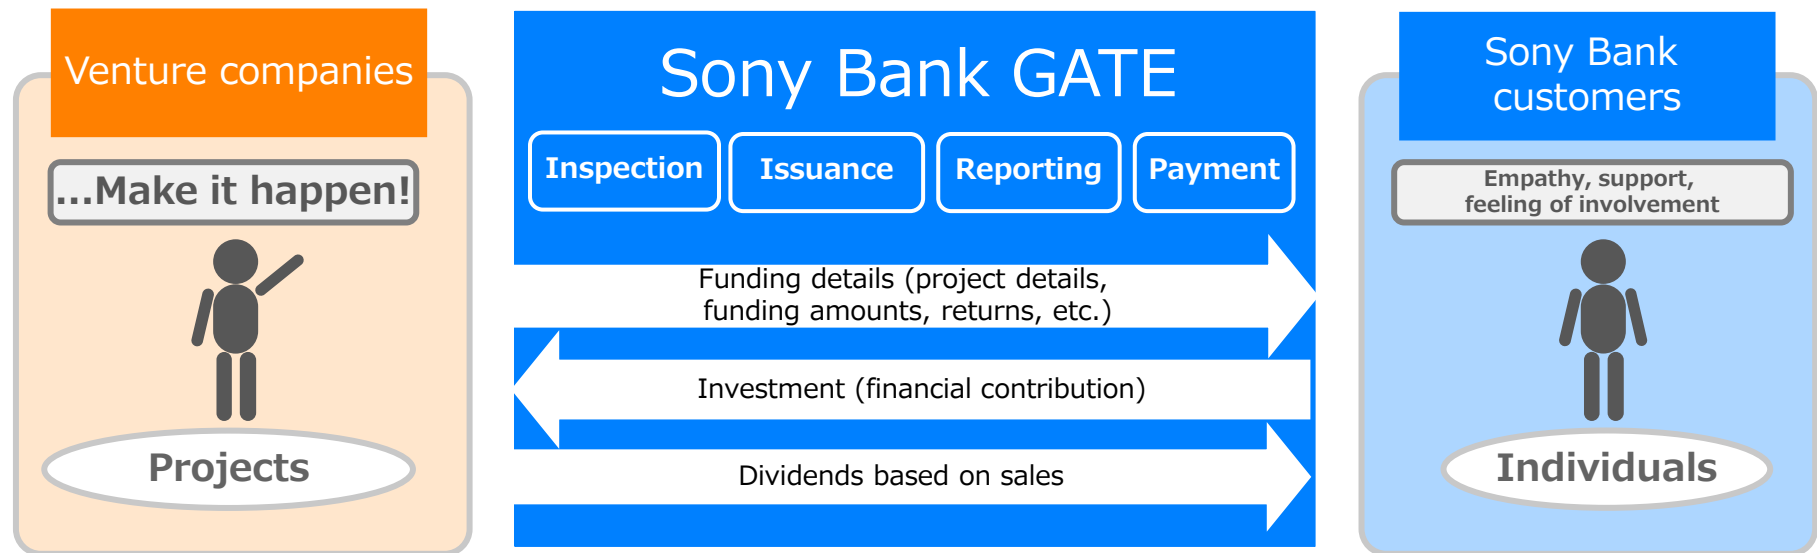 Venture companies
...Make it happen!
Projects
Sony Bank GATE
Inspection
Issuance
Reporting
Payment
Funding details (project details,
funding amounts, returns, etc.)
Investment (financial contribution)
Dividends based on sales
Sony Bank
customers
Empathy, support,
feeling of involvement
Individuals